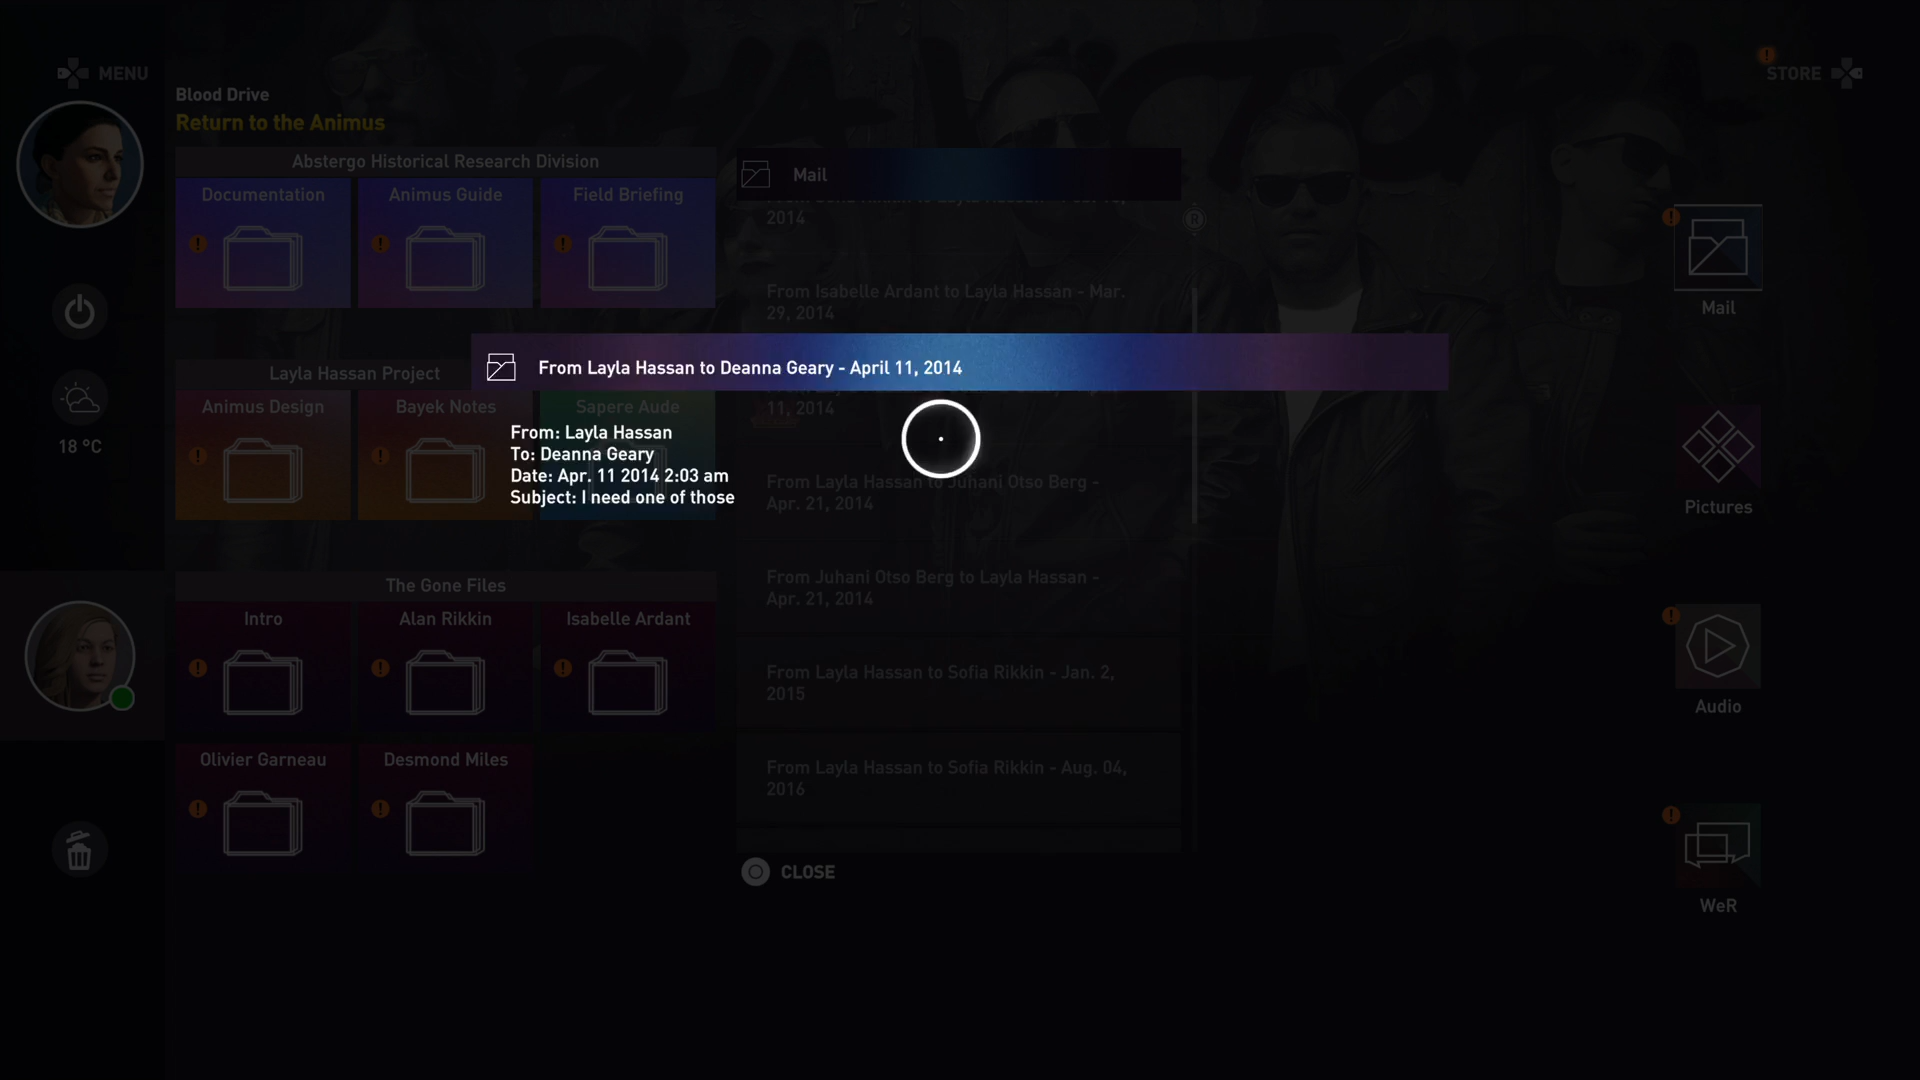 MENU
STORE
Blood Drive
Return to the Animus
Abstergo Historical Research Division
Documentation
Animus Guide
Field Briefing
Mail
2014
From Isabelle Ardant to Layla Hassan - Mar.
29, 2014
Mail
From Layla Hassan to Deanna Geary - April 11, 2014
Layla Hassan Project
Animus Design
Bayek Notes
Sapere Aude
11, 2014
From: Layla Hassan
To: Deanna Geary
Date: Apr. 11 2014 2:03 am
Subject: I need one of those
18 °C
From Layla Hassan to Juhani Otso Berg -
Apr. 21, 2014
Pictures
From Juhani Otso Berg to Layla Hassan -
Apr. 21, 2014
The Gone Files
Intro
Alan Rikkin
Isabelle Ardant
From Layla Hassan to Sofia Rikkin - Jan. 2,
2015
Audio
Olivier Garneau
Desmond Miles
From Layla Hassan to Sofia Rikkin - Aug. 04,
2016
CLOSE
WeR